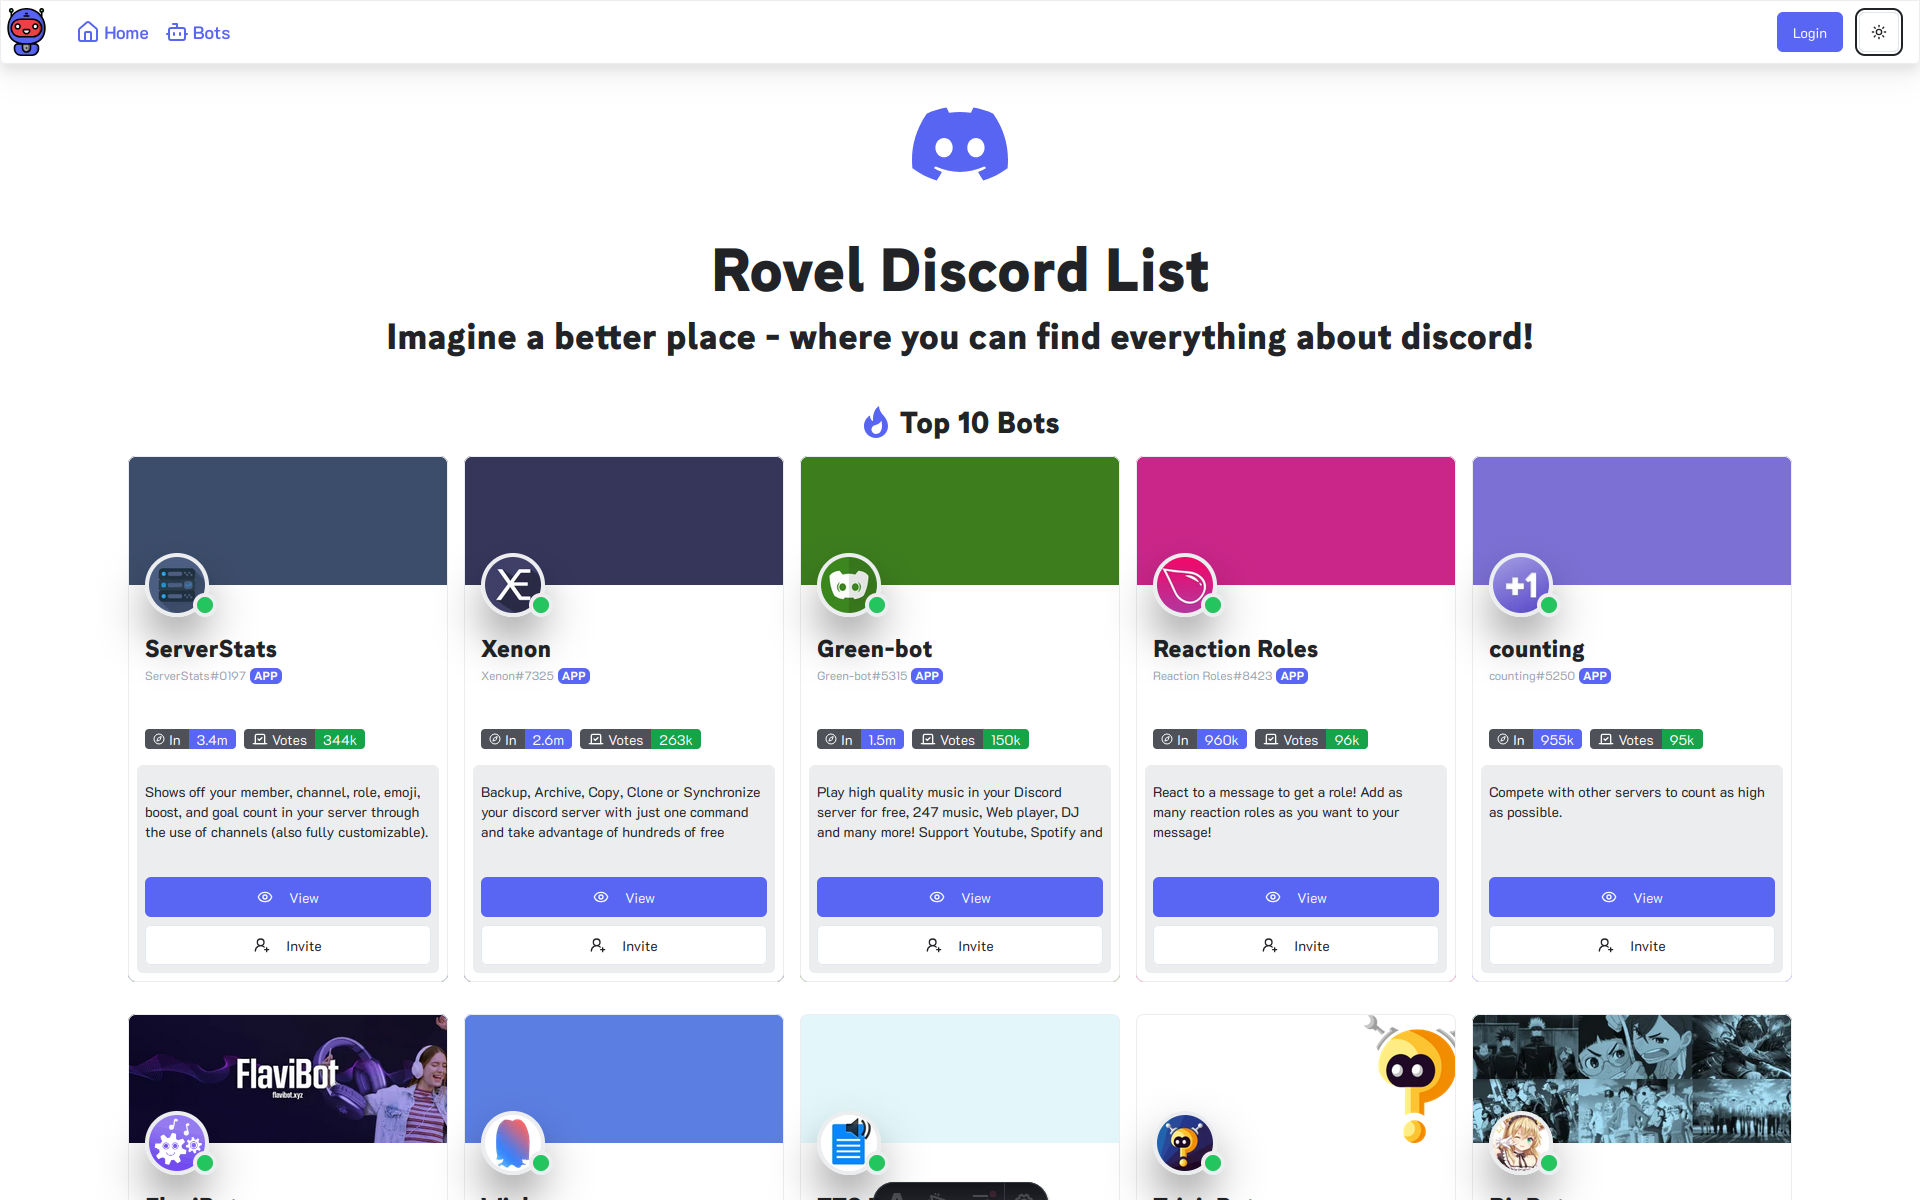 Home
Bots
Login
Rovel Discord List
Imagine a better place - where you can find everything about discord!
Top 10 Bots
ServerStats
ServerStats#0197 APP
In 3.4m Votes 344k
Shows off your member, channel, role, emoji,
boost, and goal count in your server through
the use of channels (also fully customizable).
View
Invite
Xenon
Xenon#7325 APP
In 2.6m Votes 263k
Backup, Archive, Copy, Clone or Synchronize
your discord server with just one command
and take advantage of hundreds of free
View
Invite
Green-bot
Green-bot#5315 APP
In 1.5m Votes 150k
Play high quality music in your Discord
server for free, 247 music, Web player, DJ
and many more! Support Youtube, Spotify and
View
Invite
Reaction Roles
Reaction Roles#8423 APP
In 960k Votes 96k
React to a message to get a role! Add as
many reaction roles as you want to your
message!
View
Invite
+1
counting
counting#5250 APP
In 955k Votes 95k
Compete with other servers to count as high
as possible.
View
Invite
FlaviBot
flavibot.xyz